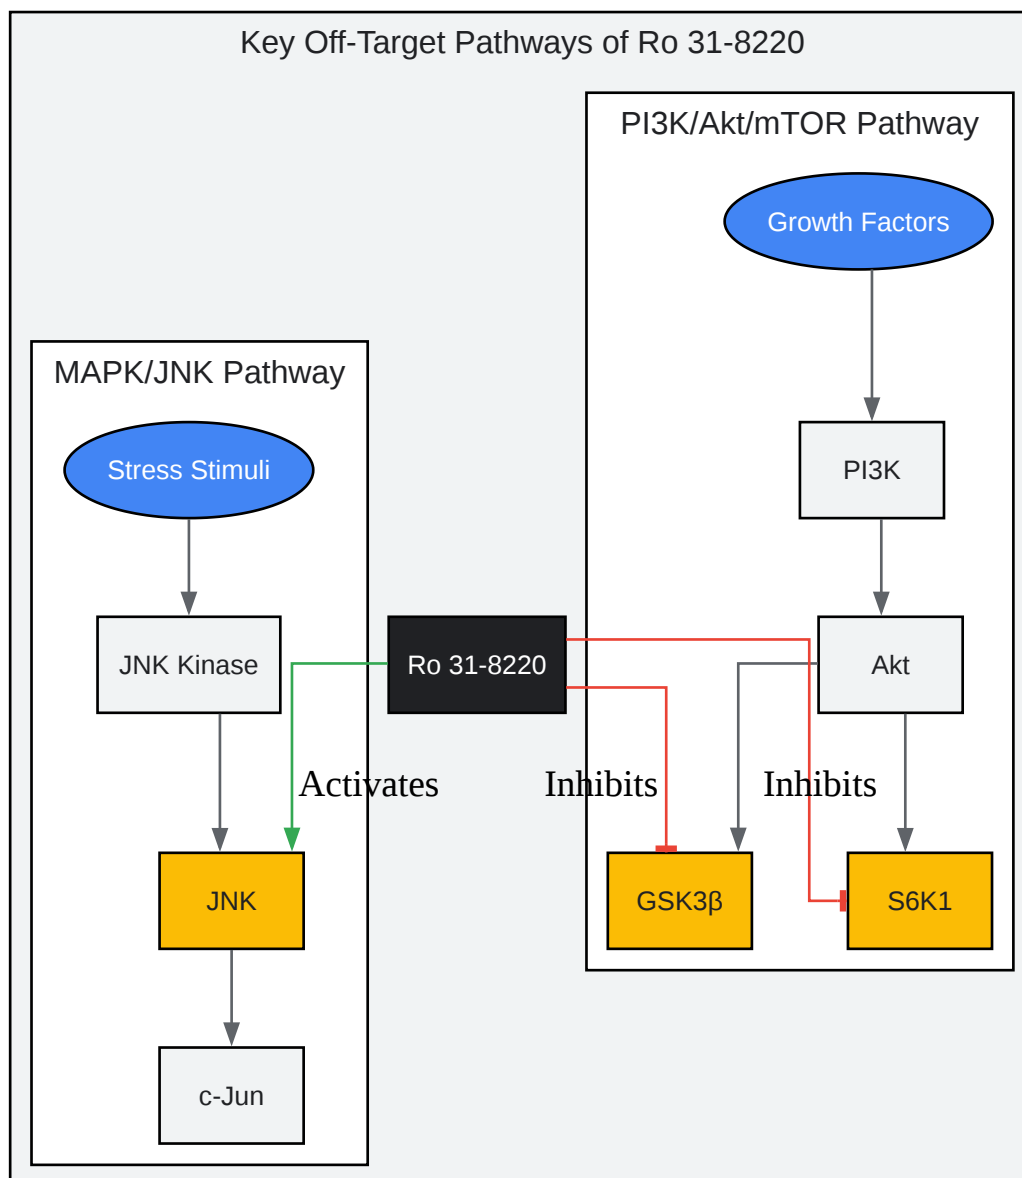 Key Off-Target Pathways of Ro 31-8220
PI3K/Akt/mTOR Pathway
Growth Factors
MAPK/JNK Pathway
Stress Stimuli
PI3K
JNK Kinase
Ro 31-8220
Akt
Activates
Inhibits
Inhibits
JNK
GSK3β
S6K1
c-Jun